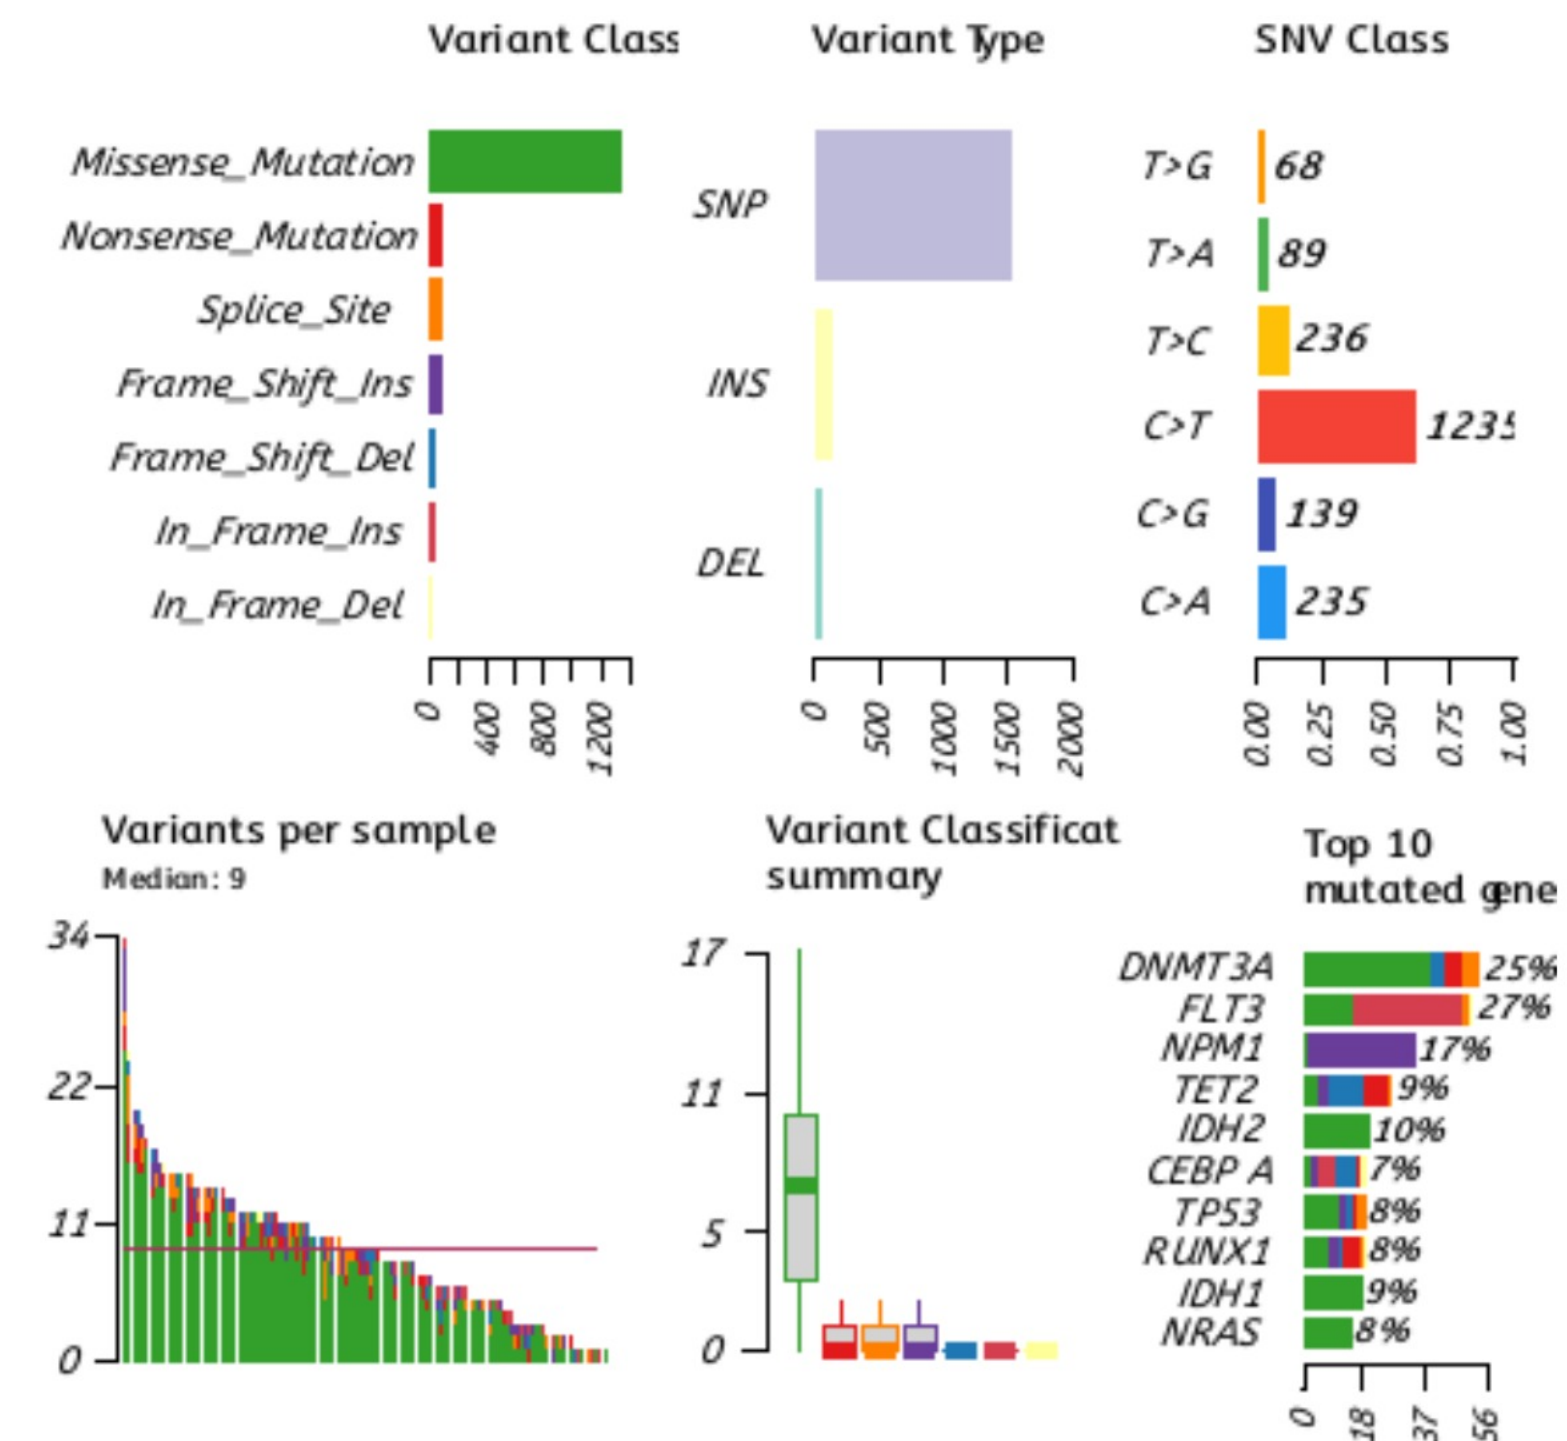 Variant Class
Missense_Mutation
Nonsense_Mutation
Splice_Site
Frame_Shift_Ins
Frame_Shift_Del
In_Frame_Ins
In_Frame_Del
0 400 800 1200
Variant Type
SNP
INS
DEL
0 500 1000 1500 2000
SNV Class
T>G 68
T>A 89
T>C 236
C>T 1235
C>G 139
C>A 235
0.00 0.25 0.50 0.75 1.00
Variants per sample
Median: 9
34
22
11
0
Variant Classificat
summary
17
11
5
0
Top 10
mutated gene
DNMT3A 25%
FLT3 27%
NPM1 17%
TET2 9%
IDH2 10%
CEBP A 7%
TP53 8%
RUNX1 8%
IDH1 9%
NRAS 8%
0 18 37 56